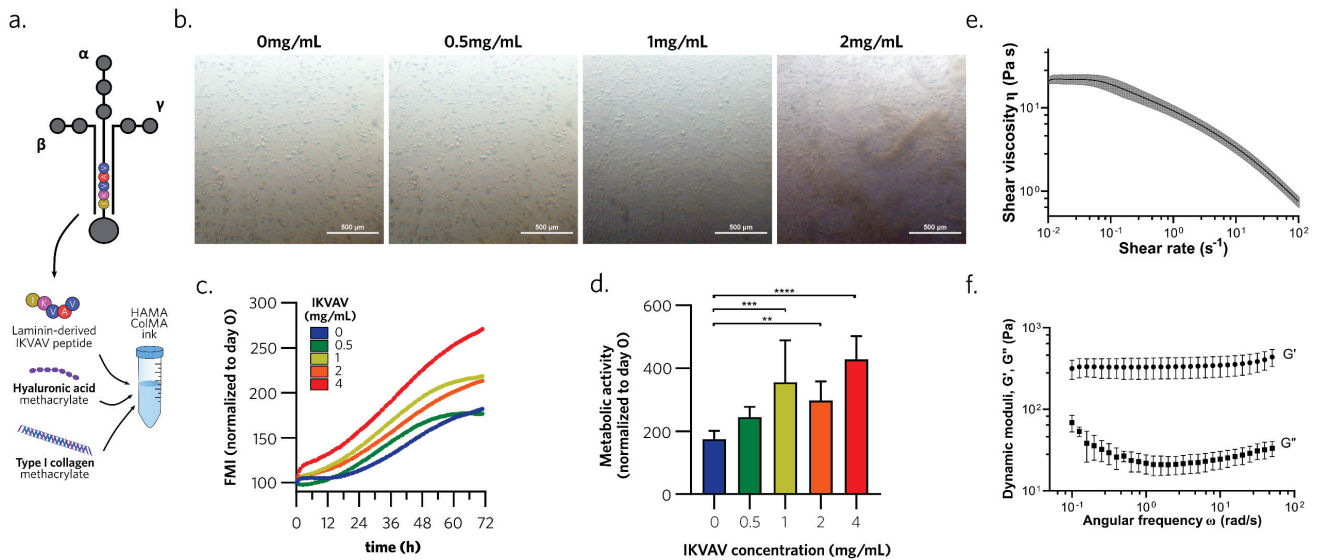 a.
α
γ
β
V
A
V
K
I
I
K
V
A
V
Laminin-derived
IKVAV peptide
HAMA
ColMA
ink
Hyaluronic acid
methacrylate
Type I collagen
methacrylate
b.
0mg/mL
0.5mg/mL
1mg/mL
2mg/mL
500 µm
500 µm
500 µm
500 µm
c.
IKVAV
(mg/mL)
0
0.5
1
2
4
FMI (normalized to day 0)
300
250
200
150
100
0 12 24 36 48 60 72
time (h)
d.
****
***
**
Metabolic activity
(normalized to day 0)
600
400
200
0
0 0.5 1 2 4
IKVAV concentration (mg/mL)
e.
Shear viscosity η (Pa s)
10¹
10⁰
10⁻² 10⁻¹ 10⁰ 10¹ 10²
Shear rate (s⁻¹)
f.
Dynamic moduli, G', G'' (Pa)
10³
10²
10¹
G'
G''
10⁻¹ 10⁰ 10¹ 10²
Angular frequency ω (rad/s)